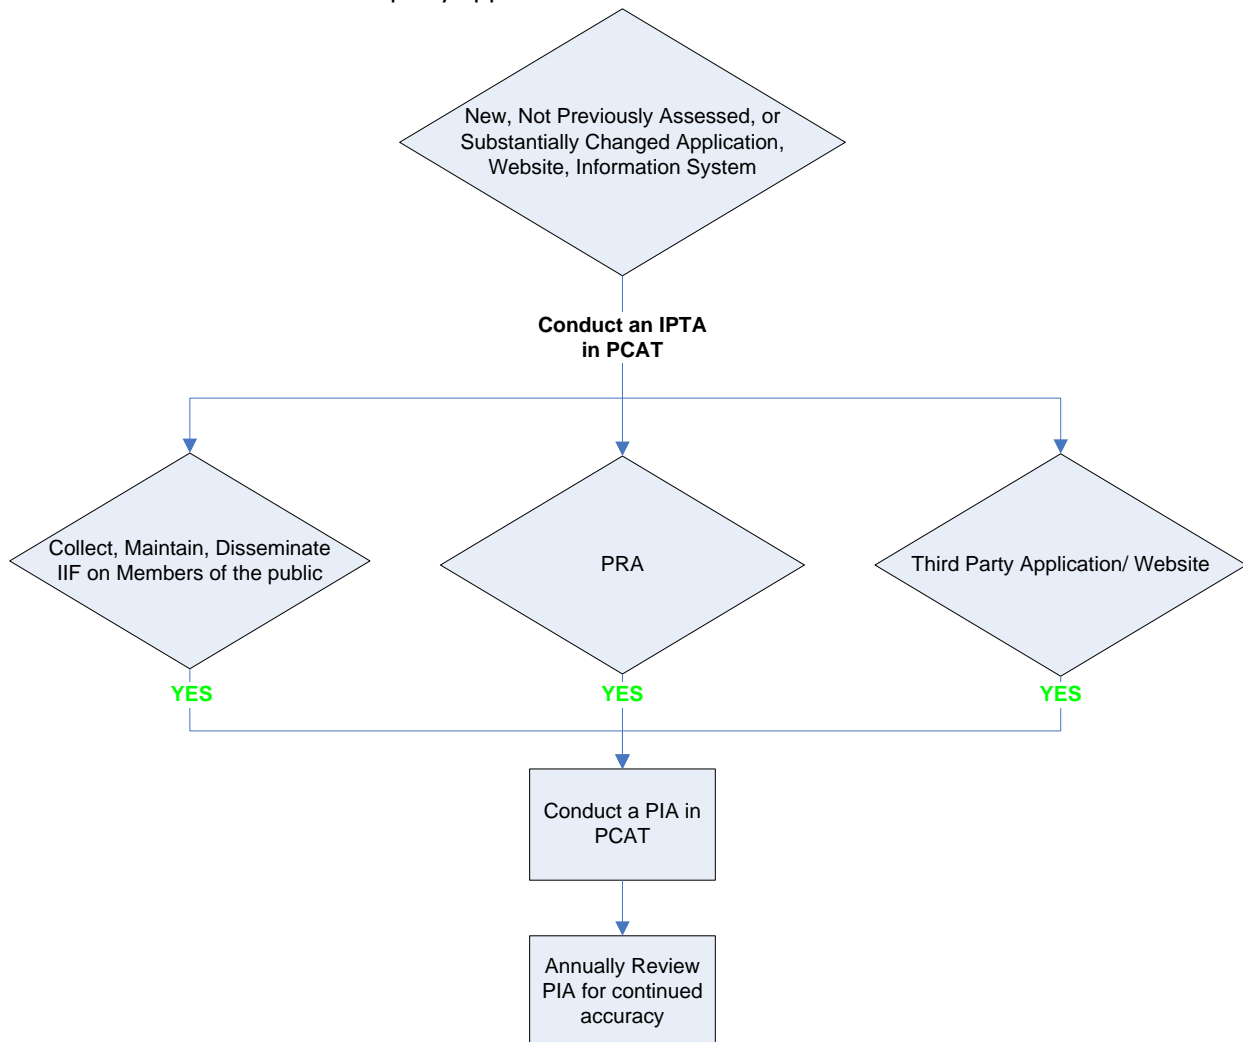 New, Not Previously Assessed, or
Substantially Changed Application,
Website, Information System
Conduct an IPTA
in PCAT
Collect, Maintain, Disseminate
IIF on Members of the public
PRA
Third Party Application/ Website
YES
YES
YES
Conduct a PIA in
PCAT
Annually Review
PIA for continued
accuracy